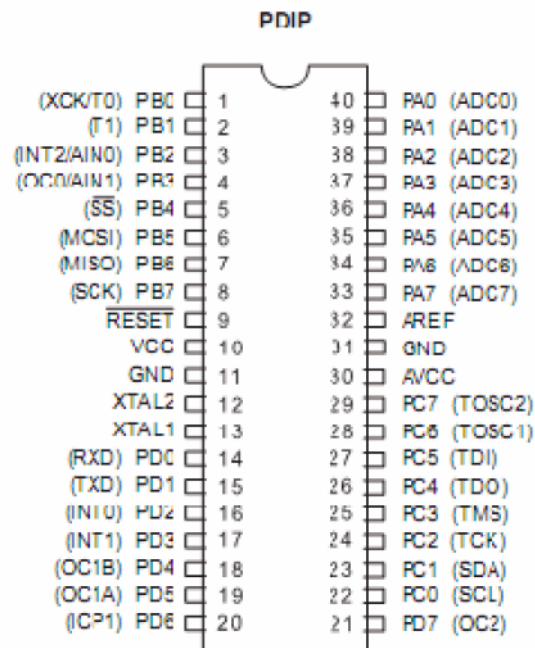 PDIP
(XCK/T0) PB0 1 40 PA0 (ADC0)
(T1) PB1 2 39 PA1 (ADC1)
(INT2/AIN0) PB2 3 38 PA2 (ADC2)
(OC0/AIN1) PB3 4 37 PA3 (ADC3)
(SS) PB4 5 36 PA4 (ADC4)
(MOSI) PB5 6 35 PA5 (ADC5)
(MISO) PB6 7 34 PA6 (ADC6)
(SCK) PB7 8 33 PA7 (ADC7)
RESET 9 32 AREF
VCC 10 31 GND
GND 11 30 AVCC
XTAL2 12 29 PC7 (TOSC2)
XTAL1 13 28 PC6 (TOSC1)
(RXD) PD0 14 27 PC5 (TDI)
(TXD) PD1 15 26 PC4 (TDO)
(INT0) PD2 16 25 PC3 (TMS)
(INT1) PD3 17 24 PC2 (TCK)
(OC1B) PD4 18 23 PC1 (SDA)
(OC1A) PD5 19 22 PC0 (SCL)
(ICP1) PD6 20 21 PD7 (OC2)